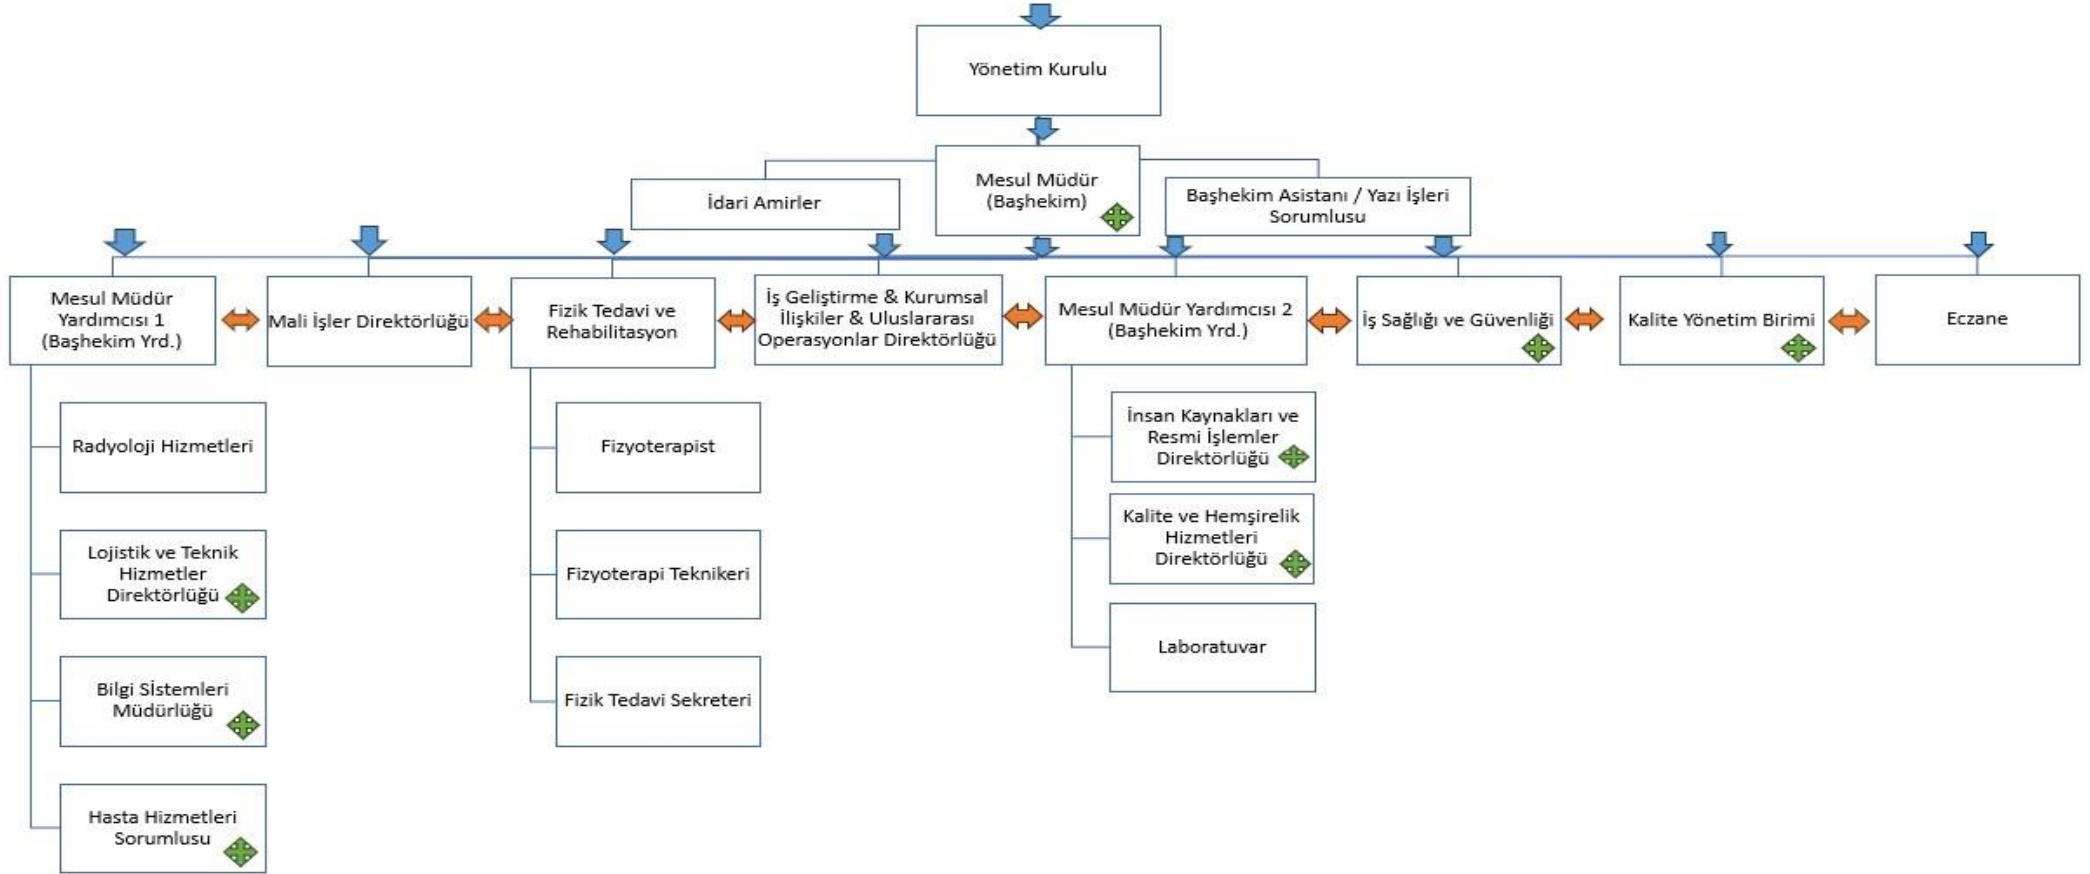 Yönetim Kurulu
Mesul Müdür
(Başhekim)
İdari Amirler
Başhekim Asistanı / Yazı İşleri
Sorumlusu
Mesul Müdür
Yardımcısı 1
(Başhekim Yrd.)
Mali İşler Direktörlüğü
Fizik Tedavi ve
Rehabilitasyon
İş Geliştirme & Kurumsal
İlişkiler & Uluslararası
Operasyonlar Direktörlüğü
Mesul Müdür Yardımcısı 2
(Başhekim Yrd.)
İş Sağlığı ve Güvenliği
Kalite Yönetim Birimi
Eczane
Radyoloji Hizmetleri
Lojistik ve Teknik
Hizmetler
Direktörlüğü
Bilgi Sİstemleri
Müdürlüğü
Hasta Hizmetleri
Sorumlusu
Fizyoterapist
Fizyoterapi Teknikeri
Fizik Tedavi Sekreteri
İnsan Kaynakları ve
Resmi İşlemler
Direktörlüğü
Kalite ve Hemşirelik
Hizmetleri
Direktörlüğü
Laboratuvar